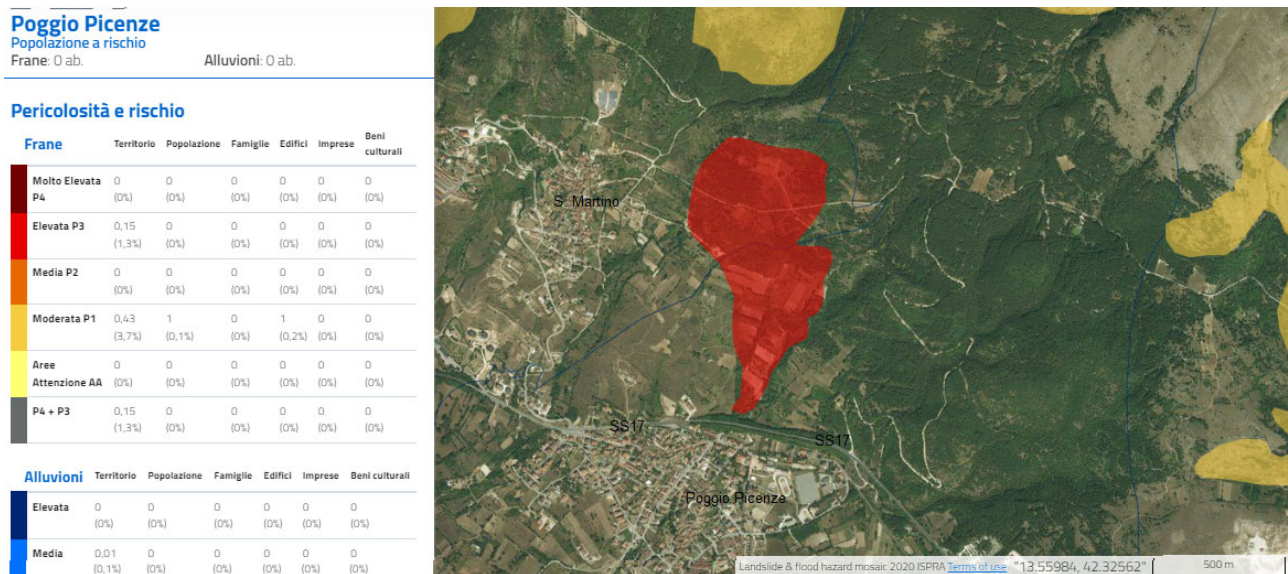 Poggio Picenze
Popolazione a rischio
Frane: 0 ab. Alluvioni: 0 ab.
Pericolosità e rischio
Frane Territorio Popolazione Famiglie Edifici Imprese Beni culturali
Molto Elevata P4 0 (0%) 0 (0%) 0 (0%) 0 (0%) 0 (0%) 0 (0%)
Elevata P3 0,15 (1,3%) 0 (0%) 0 (0%) 0 (0%) 0 (0%) 0 (0%)
Media P2 0 (0%) 0 (0%) 0 (0%) 0 (0%) 0 (0%) 0 (0%)
Moderata P1 0,43 (3,7%) 1 (0,1%) 0 (0%) 1 (0,2%) 0 (0%) 0 (0%)
Aree Attenzione AA 0 (0%) 0 (0%) 0 (0%) 0 (0%) 0 (0%) 0 (0%)
P4 + P3 0,15 (1,3%) 0 (0%) 0 (0%) 0 (0%) 0 (0%) 0 (0%)
Alluvioni Territorio Popolazione Famiglie Edifici Imprese Beni culturali
Elevata 0 (0%) 0 (0%) 0 (0%) 0 (0%) 0 (0%) 0 (0%)
Media 0,01 (0,1%) 0 (0%) 0 (0%) 0 (0%) 0 (0%) 0 (0%)
S. Martino
SS17
SS17
Poggio Picenze
Landslide & flood hazard mosaic 2020 ISPRA Terms of use "13.55984, 42.32562" 500 m